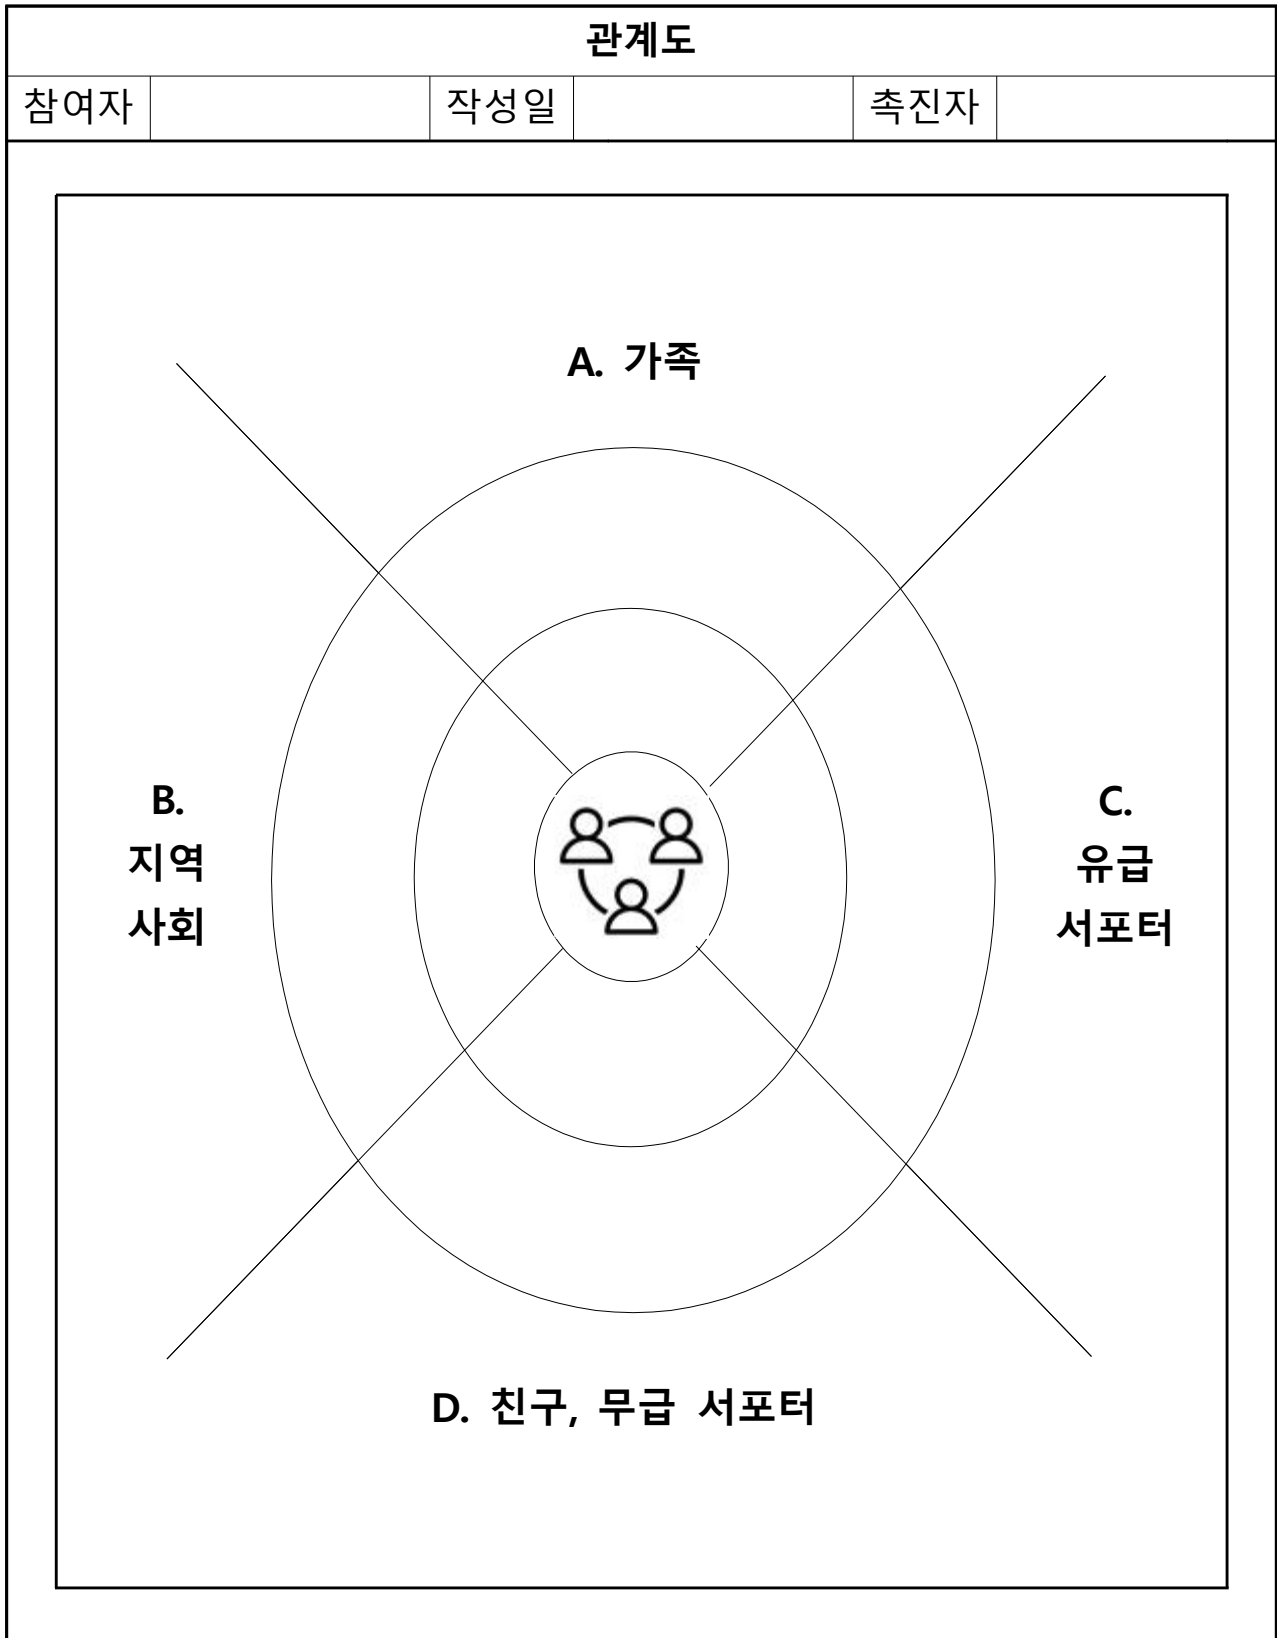 관계도
참여자 작성일 촉진자
A. 가족
B.
지역
사회
C.
유급
서포터
D. 친구, 무급 서포터